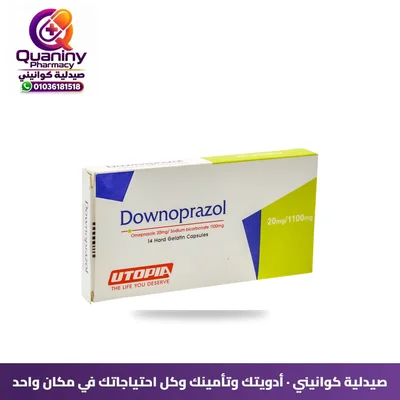 Quaniny
Pharmacy
صيدلية كوانيني
01036181518
Downoprazol
Omeprazole 20mg/ Sodium bicarbonate 1100mg
14 Hard Gelatin Capsules
20mg/1100mg
UTOPIA
THE LIFE YOU DESERVE
Downoprazol
صيدلية كوانيني - أدويتك وتأمينك وكل احتياجاتك في مكان واحد